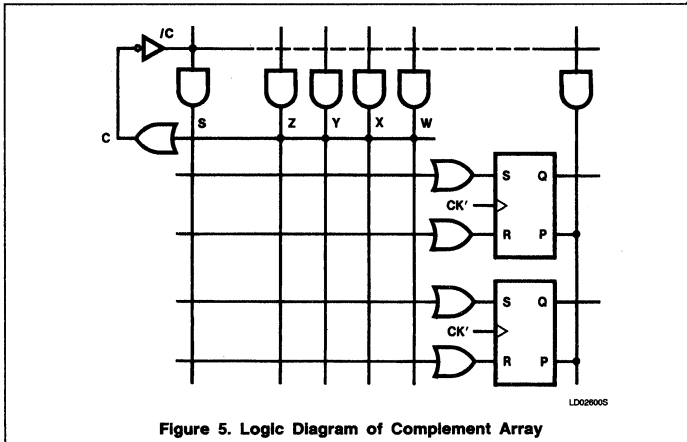 /C
C
S Z Y X W
S Q
CK'
R P
S Q
CK'
R P
LD02600S
Figure 5. Logic Diagram of Complement Array